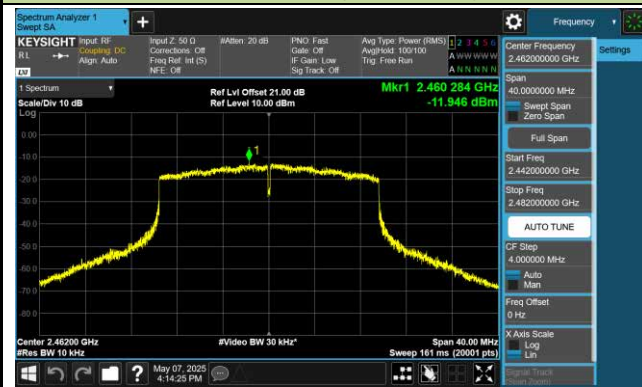 Spectrum Analyzer 1
Swept SA
Frequency
KEYSIGHT
Input: RF
Coupling: DC
Align: Auto
Input Z: 50 Ω
Corrections: Off
Freq Ref: Int (S)
NFE: Off
#Atten: 20 dB
PNO: Fast
Gate: Off
IF Gain: Low
Sig Track: Off
Avg Type: Power (RMS)
Avg|Hold: 100/100
Trig: Free Run
1 2 3 4 5 6
A W W W W W
A N N N N N
RL
1 Spectrum
Scale/Div 10 dB
Log
Ref Lvl Offset 21.00 dB
Ref Level 10.00 dBm
Mkr1 2.460 284 GHz
-11.946 dBm
1
0.00
-10.0
-20.0
-30.0
-40.0
-50.0
-60.0
-70.0
-80.0
Center 2.46200 GHz
#Res BW 10 kHz
#Video BW 30 kHz*
Span 40.00 MHz
Sweep 161 ms (20001 pts)
May 07, 2025
4:14:25 PM
Center Frequency
2.462000000 GHz
Settings
Span
40.0000000 MHz
Swept Span
Zero Span
Full Span
Start Freq
2.442000000 GHz
Stop Freq
2.482000000 GHz
AUTO TUNE
CF Step
4.000000 MHz
Auto
Man
Freq Offset
0 Hz
X Axis Scale
Log
Lin
Signal Track
(Span Zoom)